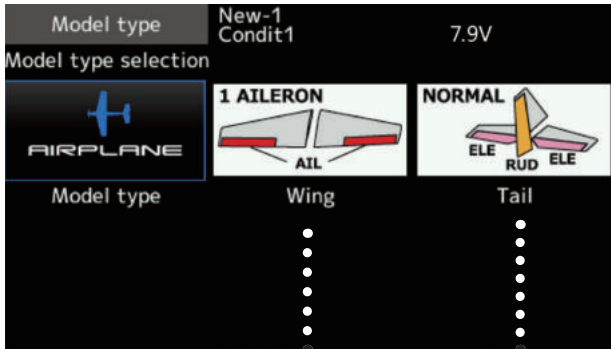 Model type
New-1
Condit1
7.9V
Model type selection
AIRPLANE
1 AILERON
AIL
NORMAL
ELE
RUD
ELE
Model type
Wing
Tail